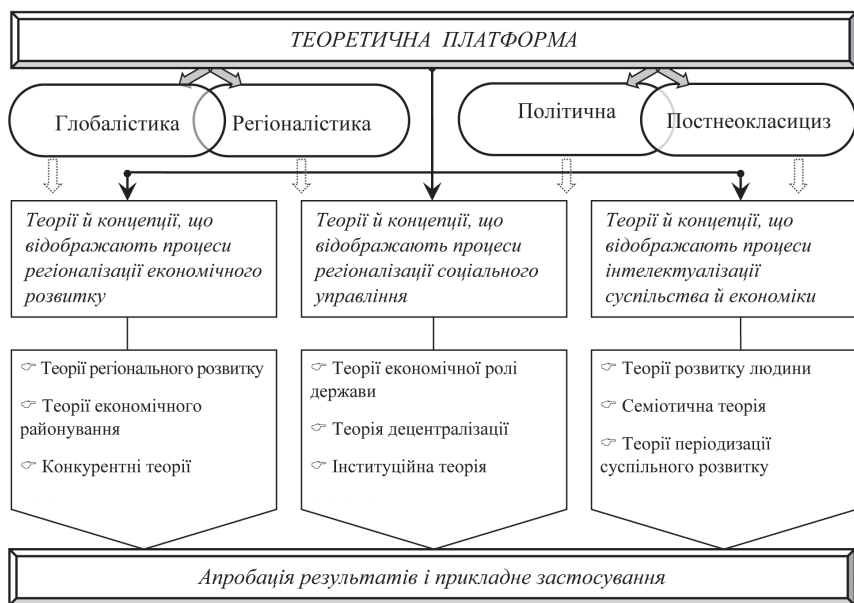 ТЕОРЕТИЧНА ПЛАТФОРМА
Глобалістика
Регіоналістика
Політична
Постнеокласициз
Теорії й концепції, що
відображають процеси
регіоналізації економічного
розвитку
Теорії й концепції, що
відображають процеси
регіоналізації соціального
управління
Теорії й концепції, що
відображають процеси
інтелектуалізації
суспільства й економіки
☞ Теорії регіонального розвитку
☞ Теорії економічного
районування
☞ Конкурентні теорії
☞ Теорії економічної ролі
держави
☞ Теорія децентралізації
☞ Інституційна теорія
☞ Теорії розвитку людини
☞ Семіотична теорія
☞ Теорії періодизації
суспільного розвитку
Апробація результатів і прикладне застосування